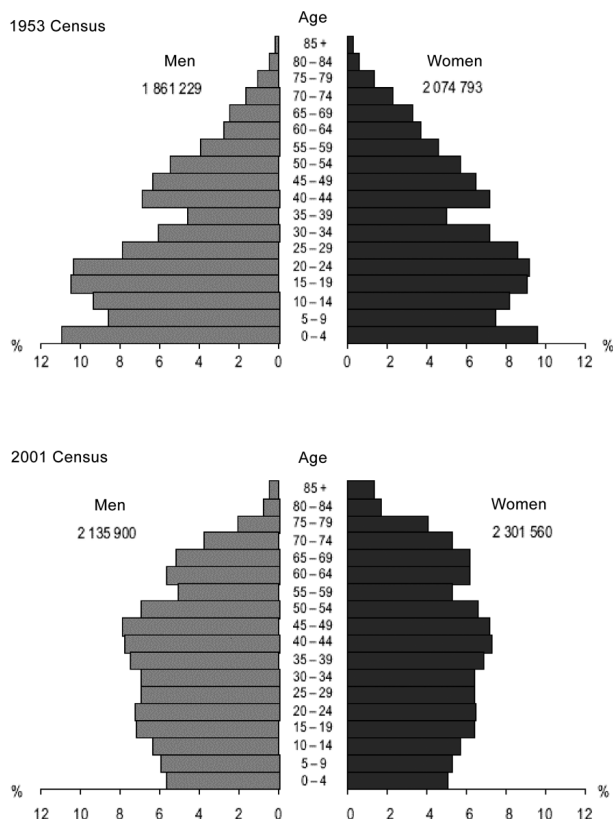 1953 Census
Age
Men
1 861 229
Women
2 074 793
85 +
80 – 84
75 – 79
70 – 74
65 – 69
60 – 64
55 – 59
50 – 54
45 – 49
40 – 44
35 – 39
30 – 34
25 – 29
20 – 24
15 – 19
10 – 14
5 – 9
0 – 4
% 12 10 8 6 4 2 0 0 2 4 6 8 10 12 %
2001 Census
Age
Men
2 135 900
Women
2 301 560
85 +
80 – 84
75 – 79
70 – 74
65 – 69
60 – 64
55 – 59
50 – 54
45 – 49
40 – 44
35 – 39
30 – 34
25 – 29
20 – 24
15 – 19
10 – 14
5 – 9
0 – 4
% 12 10 8 6 4 2 0 0 2 4 6 8 10 12 %